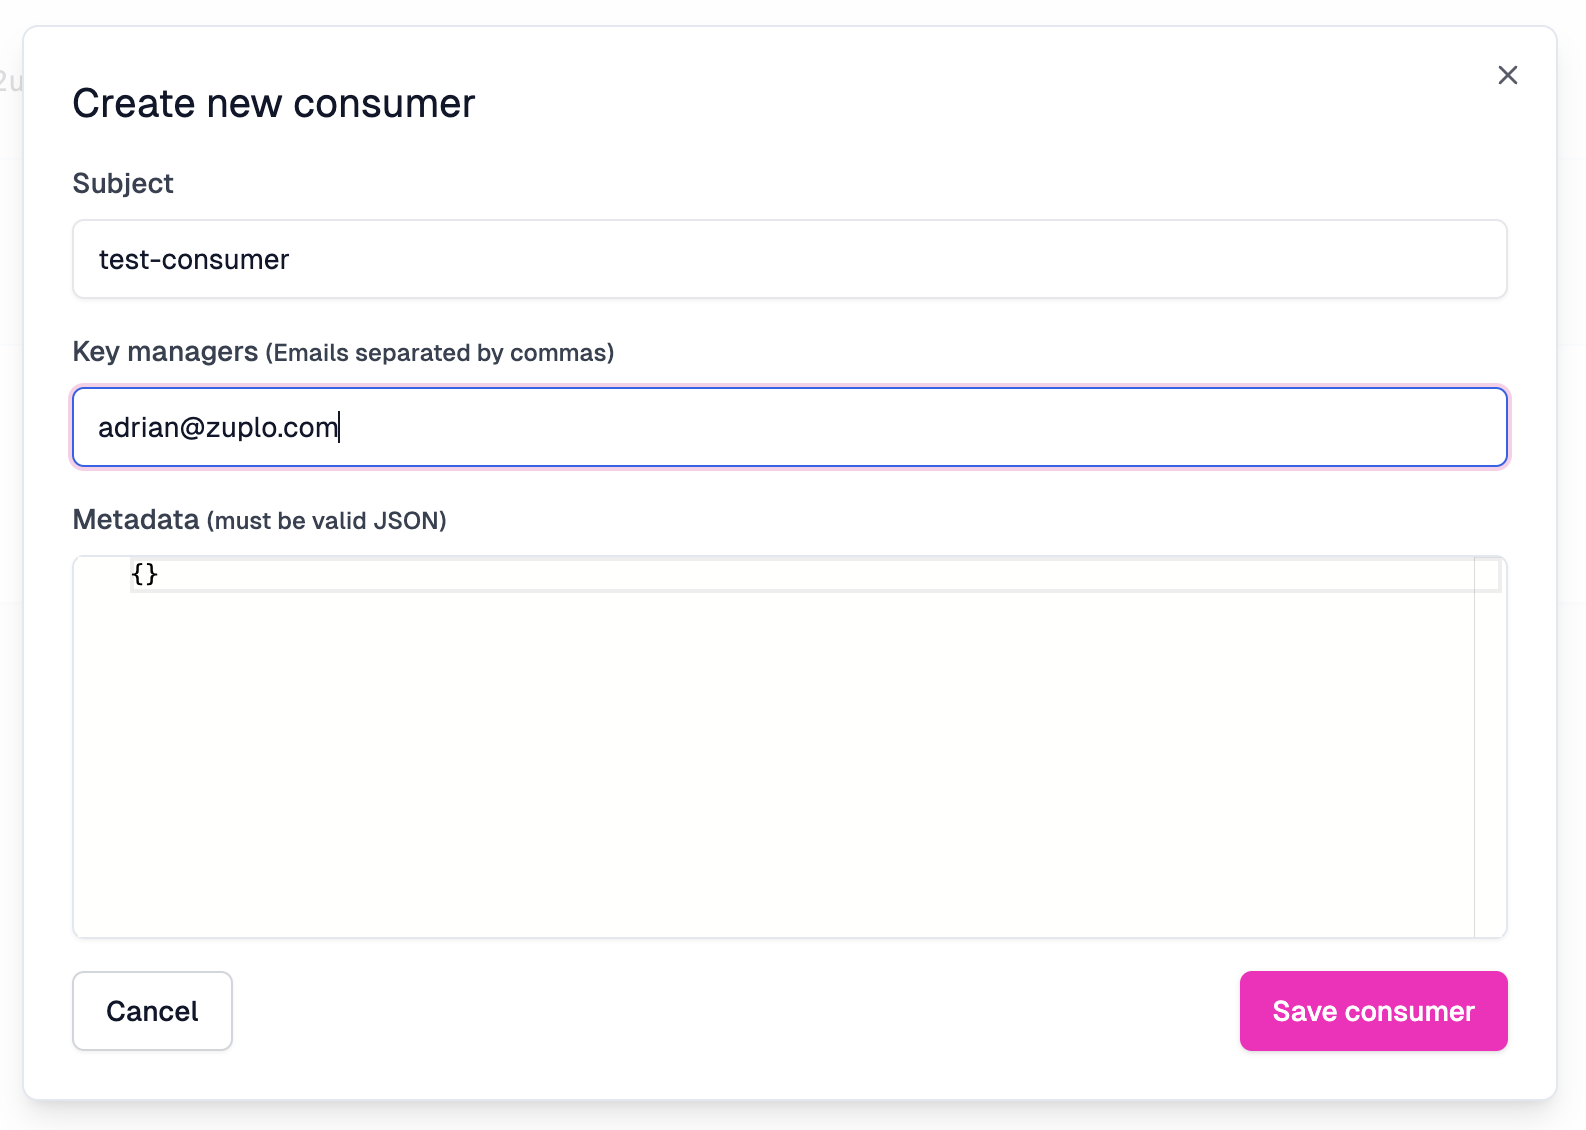 Create new consumer
Subject
test-consumer
Key managers (Emails separated by commas)
adrian@zuplo.com
Metadata (must be valid JSON)
{}
Cancel
Save consumer